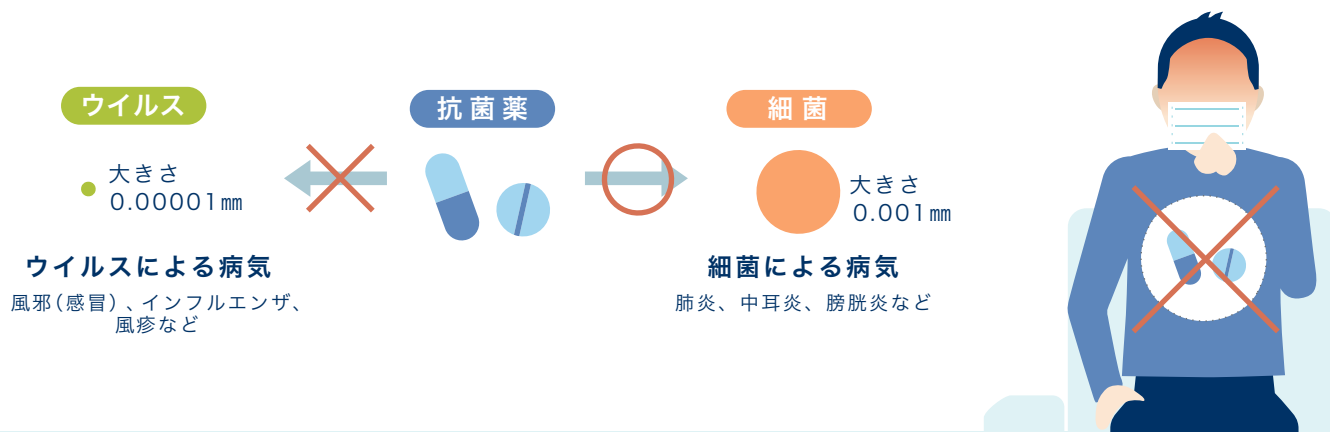 ウイルス
大きさ
0.00001㎜
ウイルスによる病気
風邪（感冒）、インフルエンザ、
風疹など
抗菌薬
細菌
大きさ
0.001㎜
細菌による病気
肺炎、中耳炎、膀胱炎など